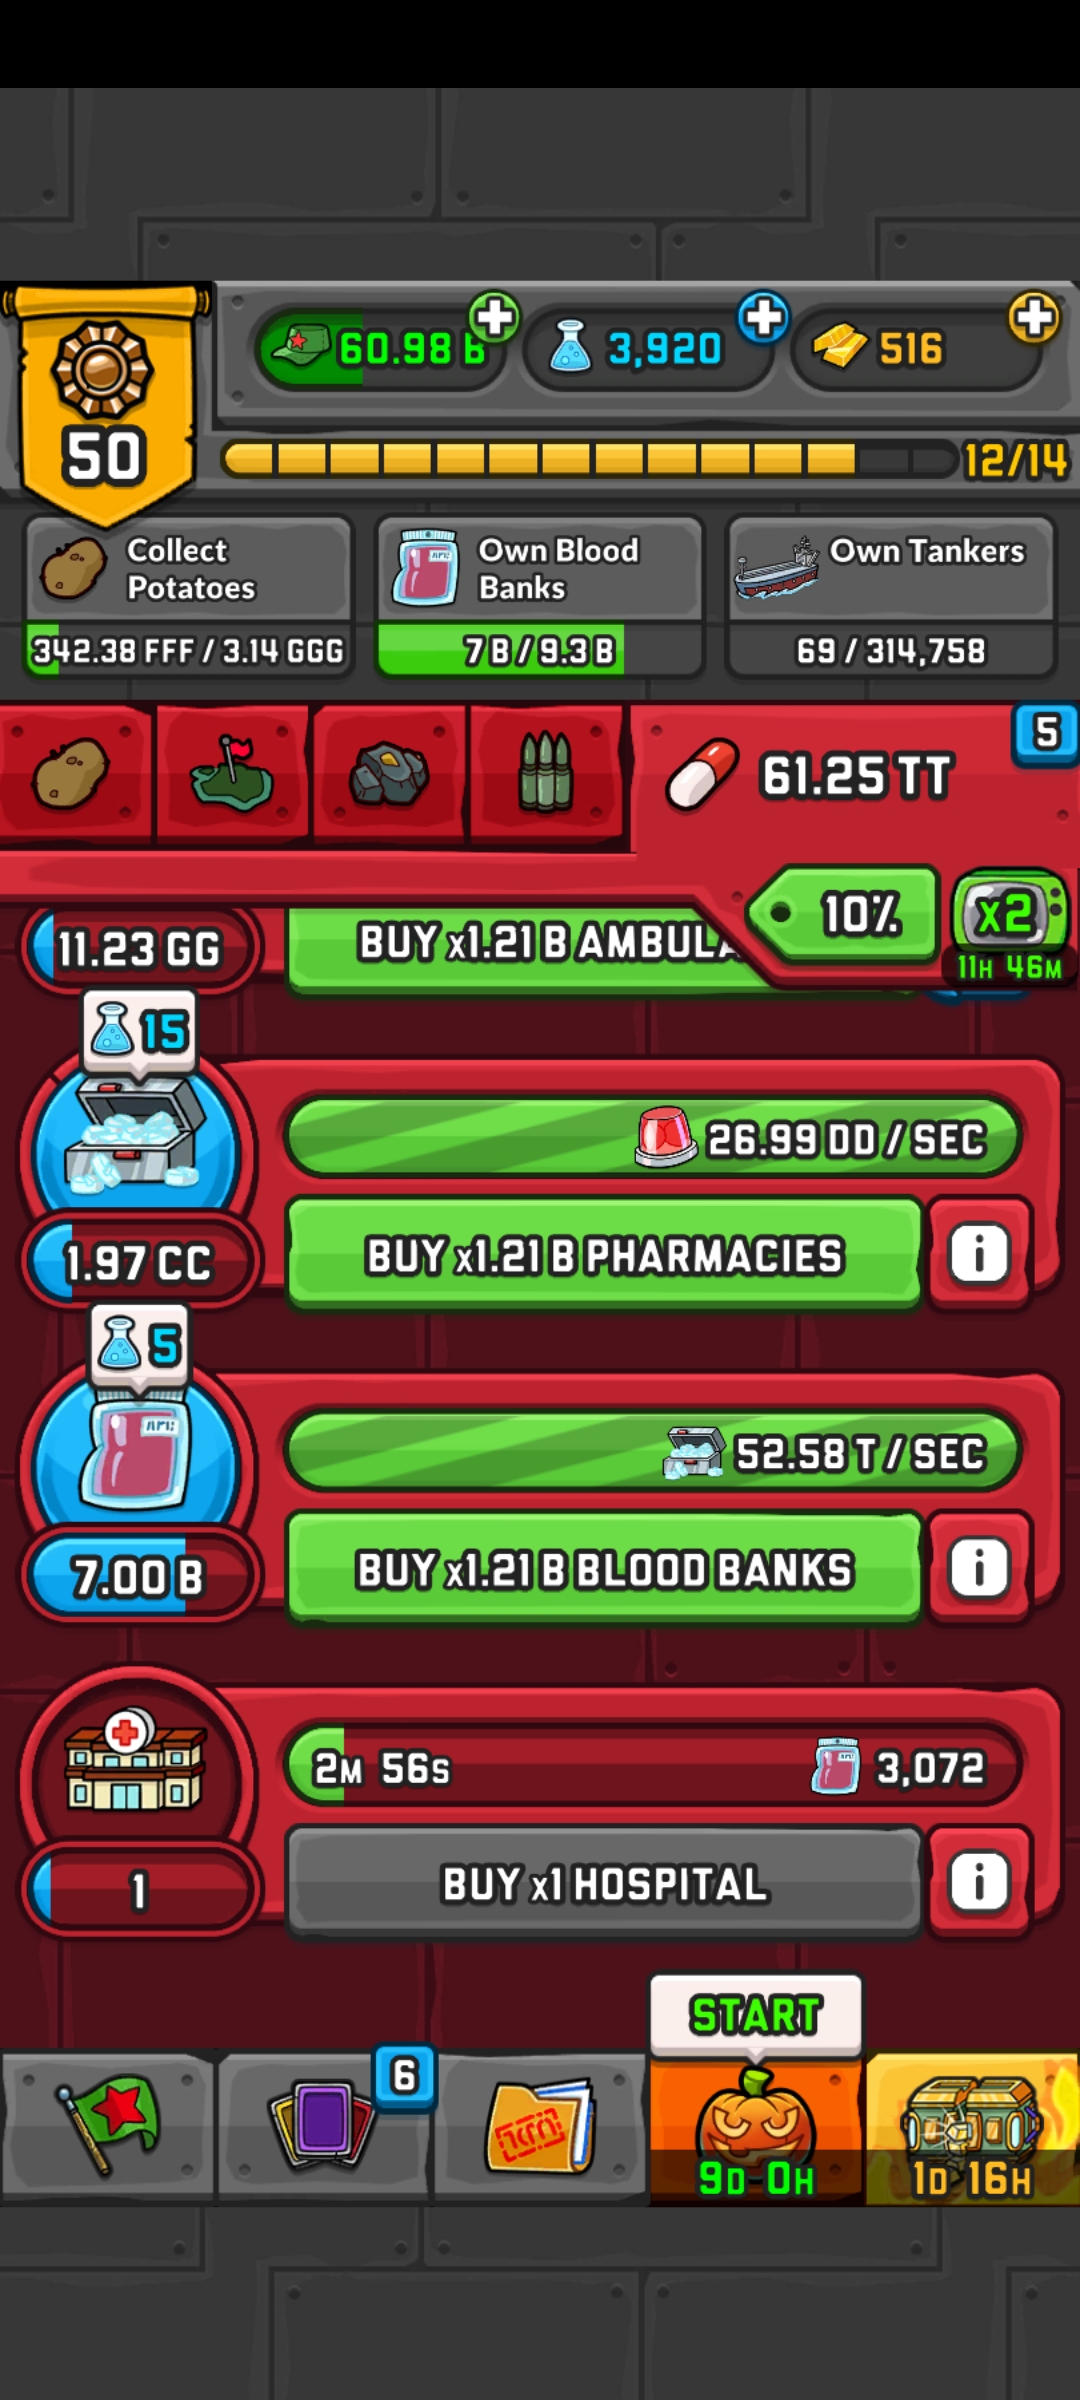 60.98 B
3,920
516
50
12/14
Collect
Potatoes
342.38 FFF / 3.14 GGG
Own Blood
Banks
7 B / 9.3 B
Own Tankers
69 / 314,758
61.25 TT
5
10%
x2
11H 46M
11.23 GG
BUY x1.21 B
15
26.99 DD / SEC
1.97 CC
BUY x1.21 B PHARMACIES
i
5
52.58 T / SEC
7.00 B
BUY x1.21 B BLOOD BANKS
i
2M 56S
3,072
1
BUY x1 HOSPITAL
i
START
6
9D 0H
1D 16H